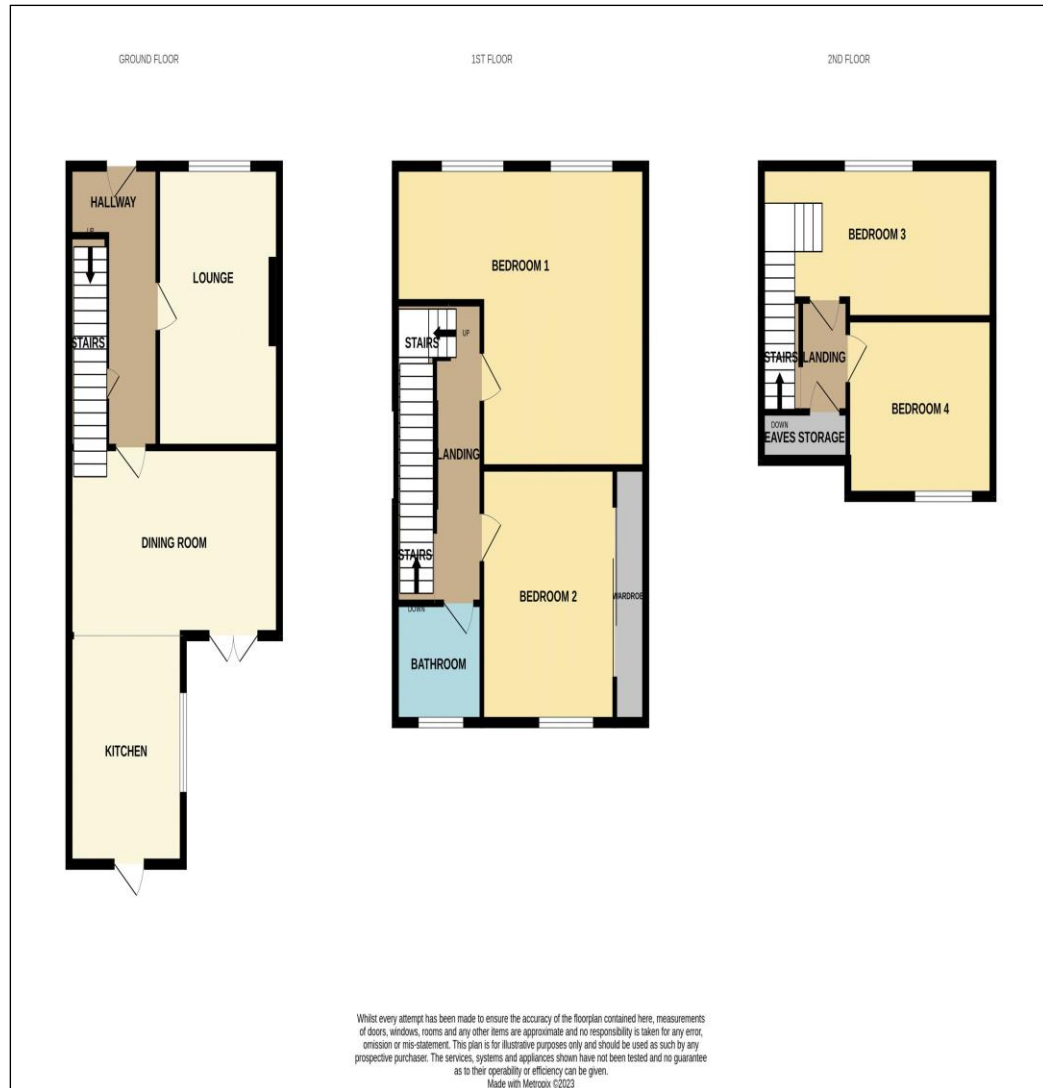 GROUND FLOOR
1ST FLOOR
2ND FLOOR
HALLWAY
UP
LOUNGE
STAIRS
DINING ROOM
KITCHEN
BEDROOM 1
STAIRS
UP
LANDING
STAIRS
DOWN
BEDROOM 2
WARDROBE
BATHROOM
BEDROOM 3
STAIRS
LANDING
BEDROOM 4
DOWN
EAVES STORAGE
Whilst every attempt has been made to ensure the accuracy of the floorplan contained here, measurements
of doors, windows, rooms and any other items are approximate and no responsibility is taken for any error,
omission or mis-statement. This plan is for illustrative purposes only and should be used as such by any
prospective purchaser. The services, systems and appliances shown have not been tested and no guarantee
as to their operability or efficiency can be given.
Made with Metropix ©2023